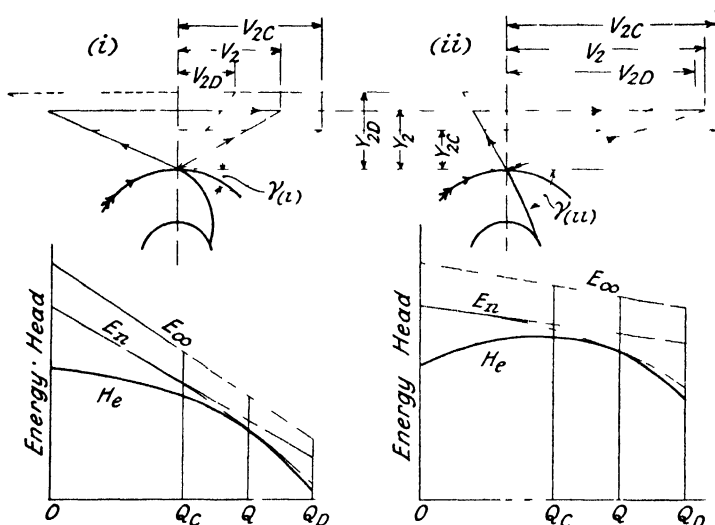 (i)
V2C
V2
V2D
(ii)
V2C
V2
V2D
Y2D
Y2
Y2C
γ(i)
γ(ii)
Energy·Head
E∞
En
He
O QC Q QD
Energy Head
E∞
En
He
O QC Q QD